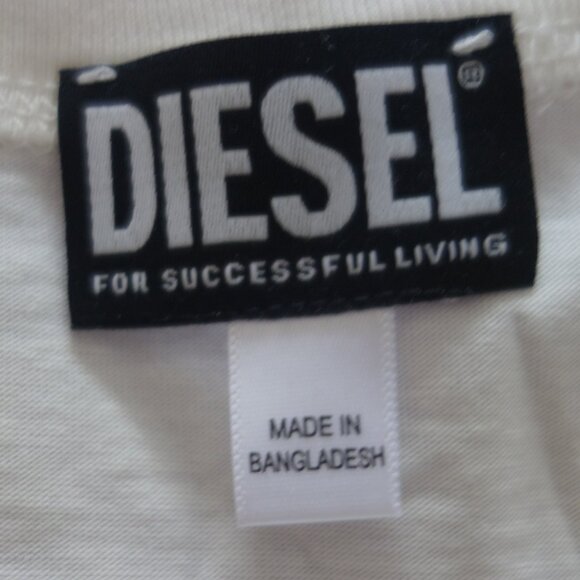 DIESEL®
FOR SUCCESSFUL LIVING
MADE IN
BANGLADESH